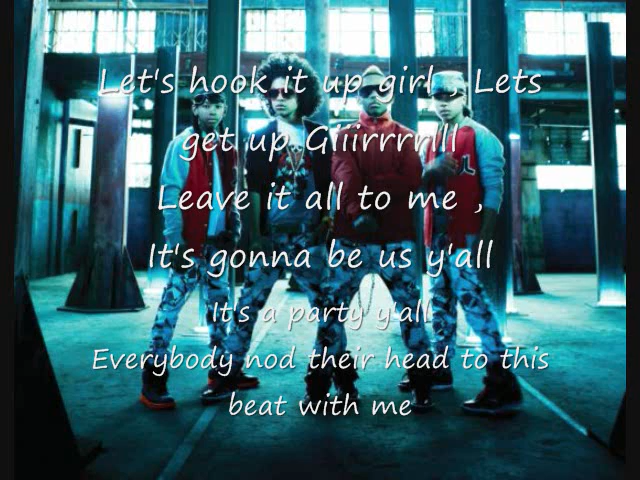 Let's hook it up girl , Lets
get up Giiirrrrlll
Leave it all to me ,
It's gonna be us y'all
It's a party y'all
Everybody nod their head to this
beat with me